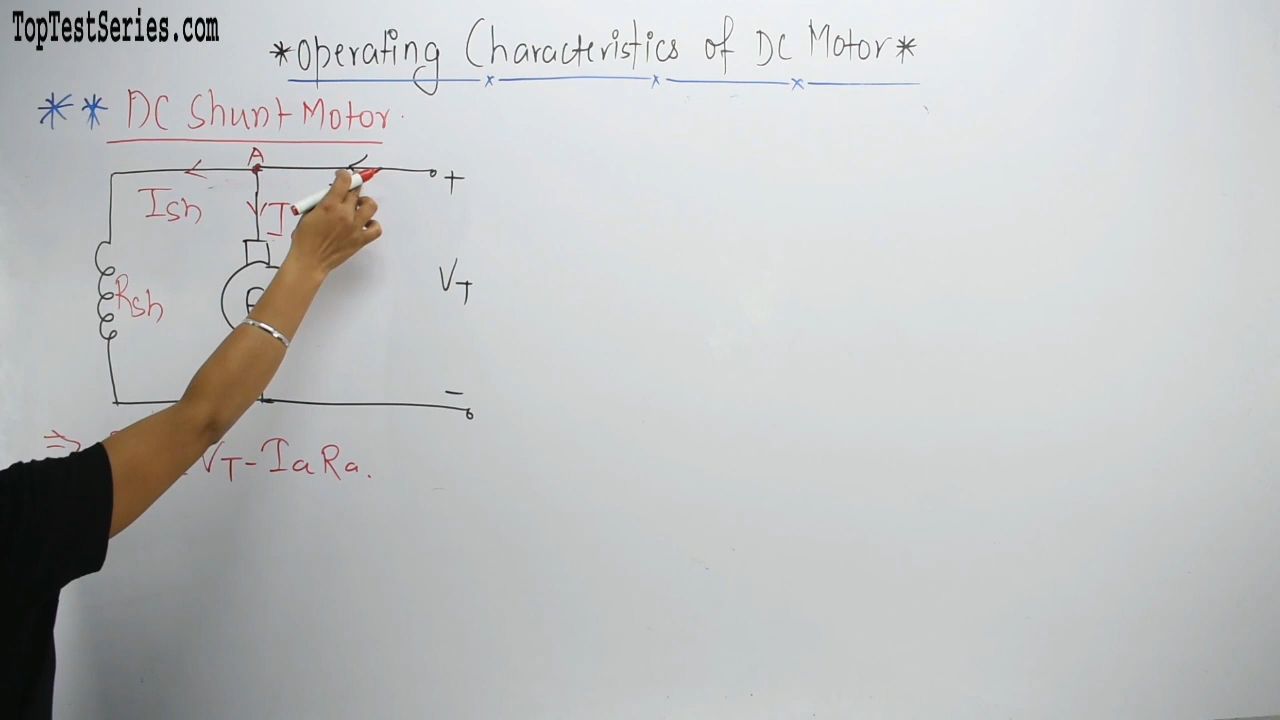 TopTestSeries.com
*Operating Characteristics of DC Motor*
** DC Shunt Motor.
A
+
Ish
I
Rsh
VT
-
⇒ VT - IaRa.